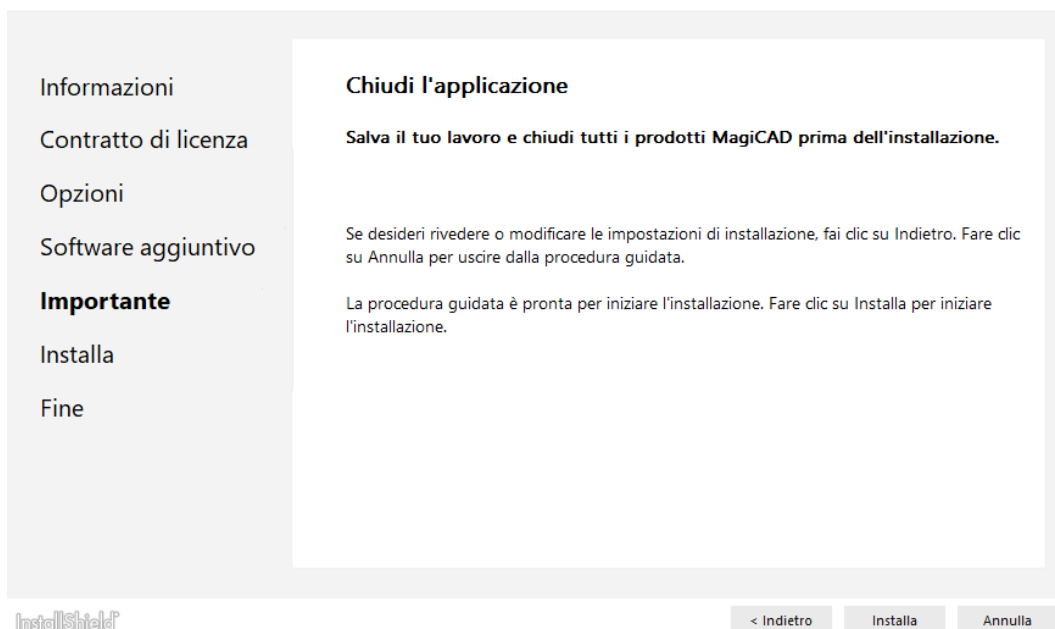 Informazioni
Contratto di licenza
Opzioni
Software aggiuntivo
Importante
Installa
Fine
Chiudi l'applicazione
Salva il tuo lavoro e chiudi tutti i prodotti MagiCAD prima dell'installazione.
Se desideri rivedere o modificare le impostazioni di installazione, fai clic su Indietro. Fare clic
su Annulla per uscire dalla procedura guidata.
La procedura guidata è pronta per iniziare l'installazione. Fare clic su Installa per iniziare
l'installazione.
InstallShield
< Indietro
Installa
Annulla